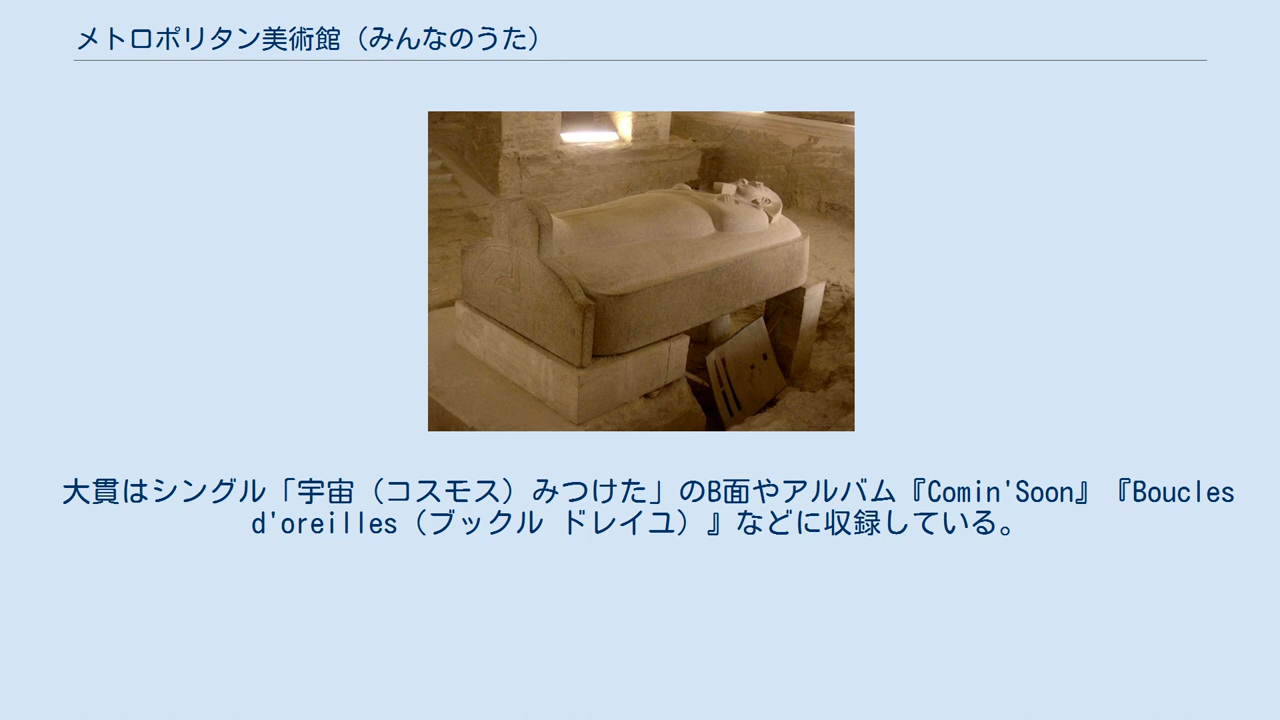 メトロポリタン美術館（みんなのうた）
大貫はシングル「宇宙（コスモス）みつけた」のB面やアルバム『Comin'Soon』『Boucles
d'oreilles（ブックル ドレイユ）』などに収録している。